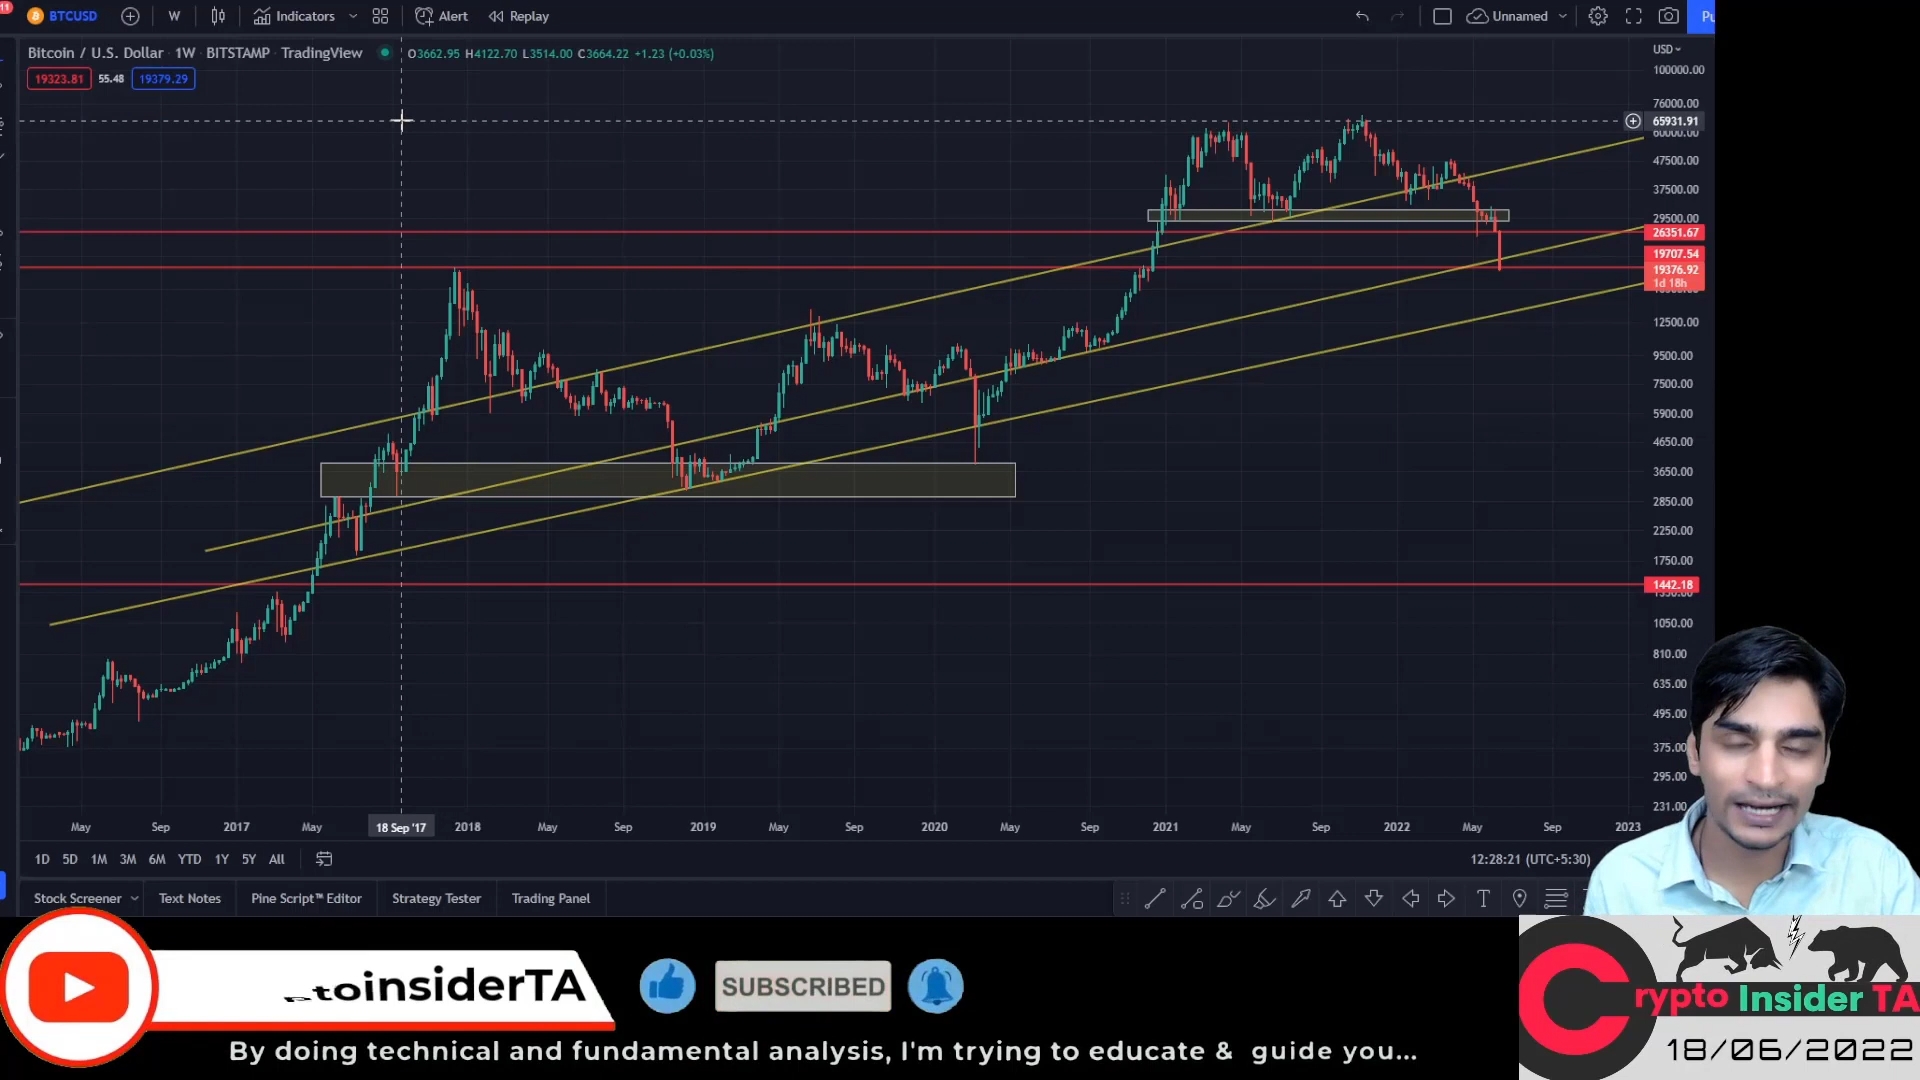 11
BTCUSD
W
Indicators
Alert
Replay
Unnamed
Pu
Bitcoin / U.S. Dollar · 1W · BITSTAMP · TradingView
O3662.95 H4122.70 L3514.00 C3664.22 +1.23 (+0.03%)
19323.81
55.48
19379.29
USD
100000.00
76000.00
65931.91
60000.00
47500.00
37500.00
29500.00
26351.67
19707.54
19376.92
1d 18h
12500.00
9500.00
7500.00
5900.00
4650.00
3650.00
2850.00
2250.00
1750.00
1442.18
1050.00
810.00
635.00
495.00
375.00
295.00
231.00
May
Sep
2017
May
18 Sep '17
2018
May
Sep
2019
May
Sep
2020
May
Sep
2021
May
Sep
2022
May
Sep
2023
1D 5D 1M 3M 6M YTD 1Y 5Y All
12:28:21 (UTC+5:30)
Stock Screener
Text Notes
Pine Script™ Editor
Strategy Tester
Trading Panel
toinsiderTA
SUBSCRIBED
By doing technical and fundamental analysis, I'm trying to educate & guide you...
Crypto Insider TA
18/06/2022